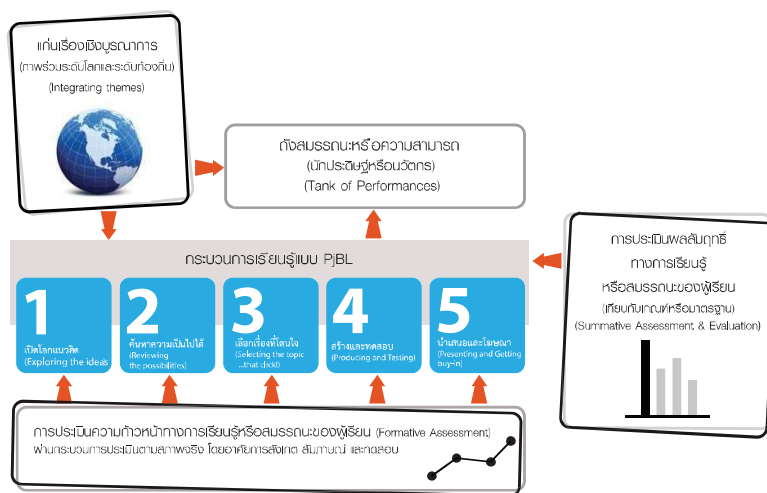 แก่นเรื่องเชิงบูรณาการ
(ภาพร่วมระดับโลกและระดับท้องถิ่น)
(Integrating themes)
ถังสมรรถนะหรือความสามารถ
(นักประดิษฐ์หรือนวัตกร)
(Tank of Performances)
กระบวนการเรียนรู้แบบ PjBL
1
เปิดโลกแนวคิด
(Exploring the ideas)
2
ค้นหาความเป็นไปได้
(Reviewing
the possibilities)
3
เลือกเรื่องที่โดนใจ
(Selecting the topic
...that click!)
4
สร้างและทดสอบ
(Producing and Testing)
5
นำเสนอและโฆษณา
(Presenting and Getting
buy-in)
การประเมินผลสัมฤทธิ์
ทางการเรียนรู้
หรือสมรรถนะของผู้เรียน
(เทียบกับเกณฑ์หรือมาตรฐาน)
(Summative Assessment & Evaluation)
การประเมินความก้าวหน้าทางการเรียนรู้หรือสมรรถนะของผู้เรียน (Formative Assessment)
ผ่านกระบวนการประเมินตามสภาพจริง โดยอาศัยการสังเกต สัมภาษณ์ และทดสอบ